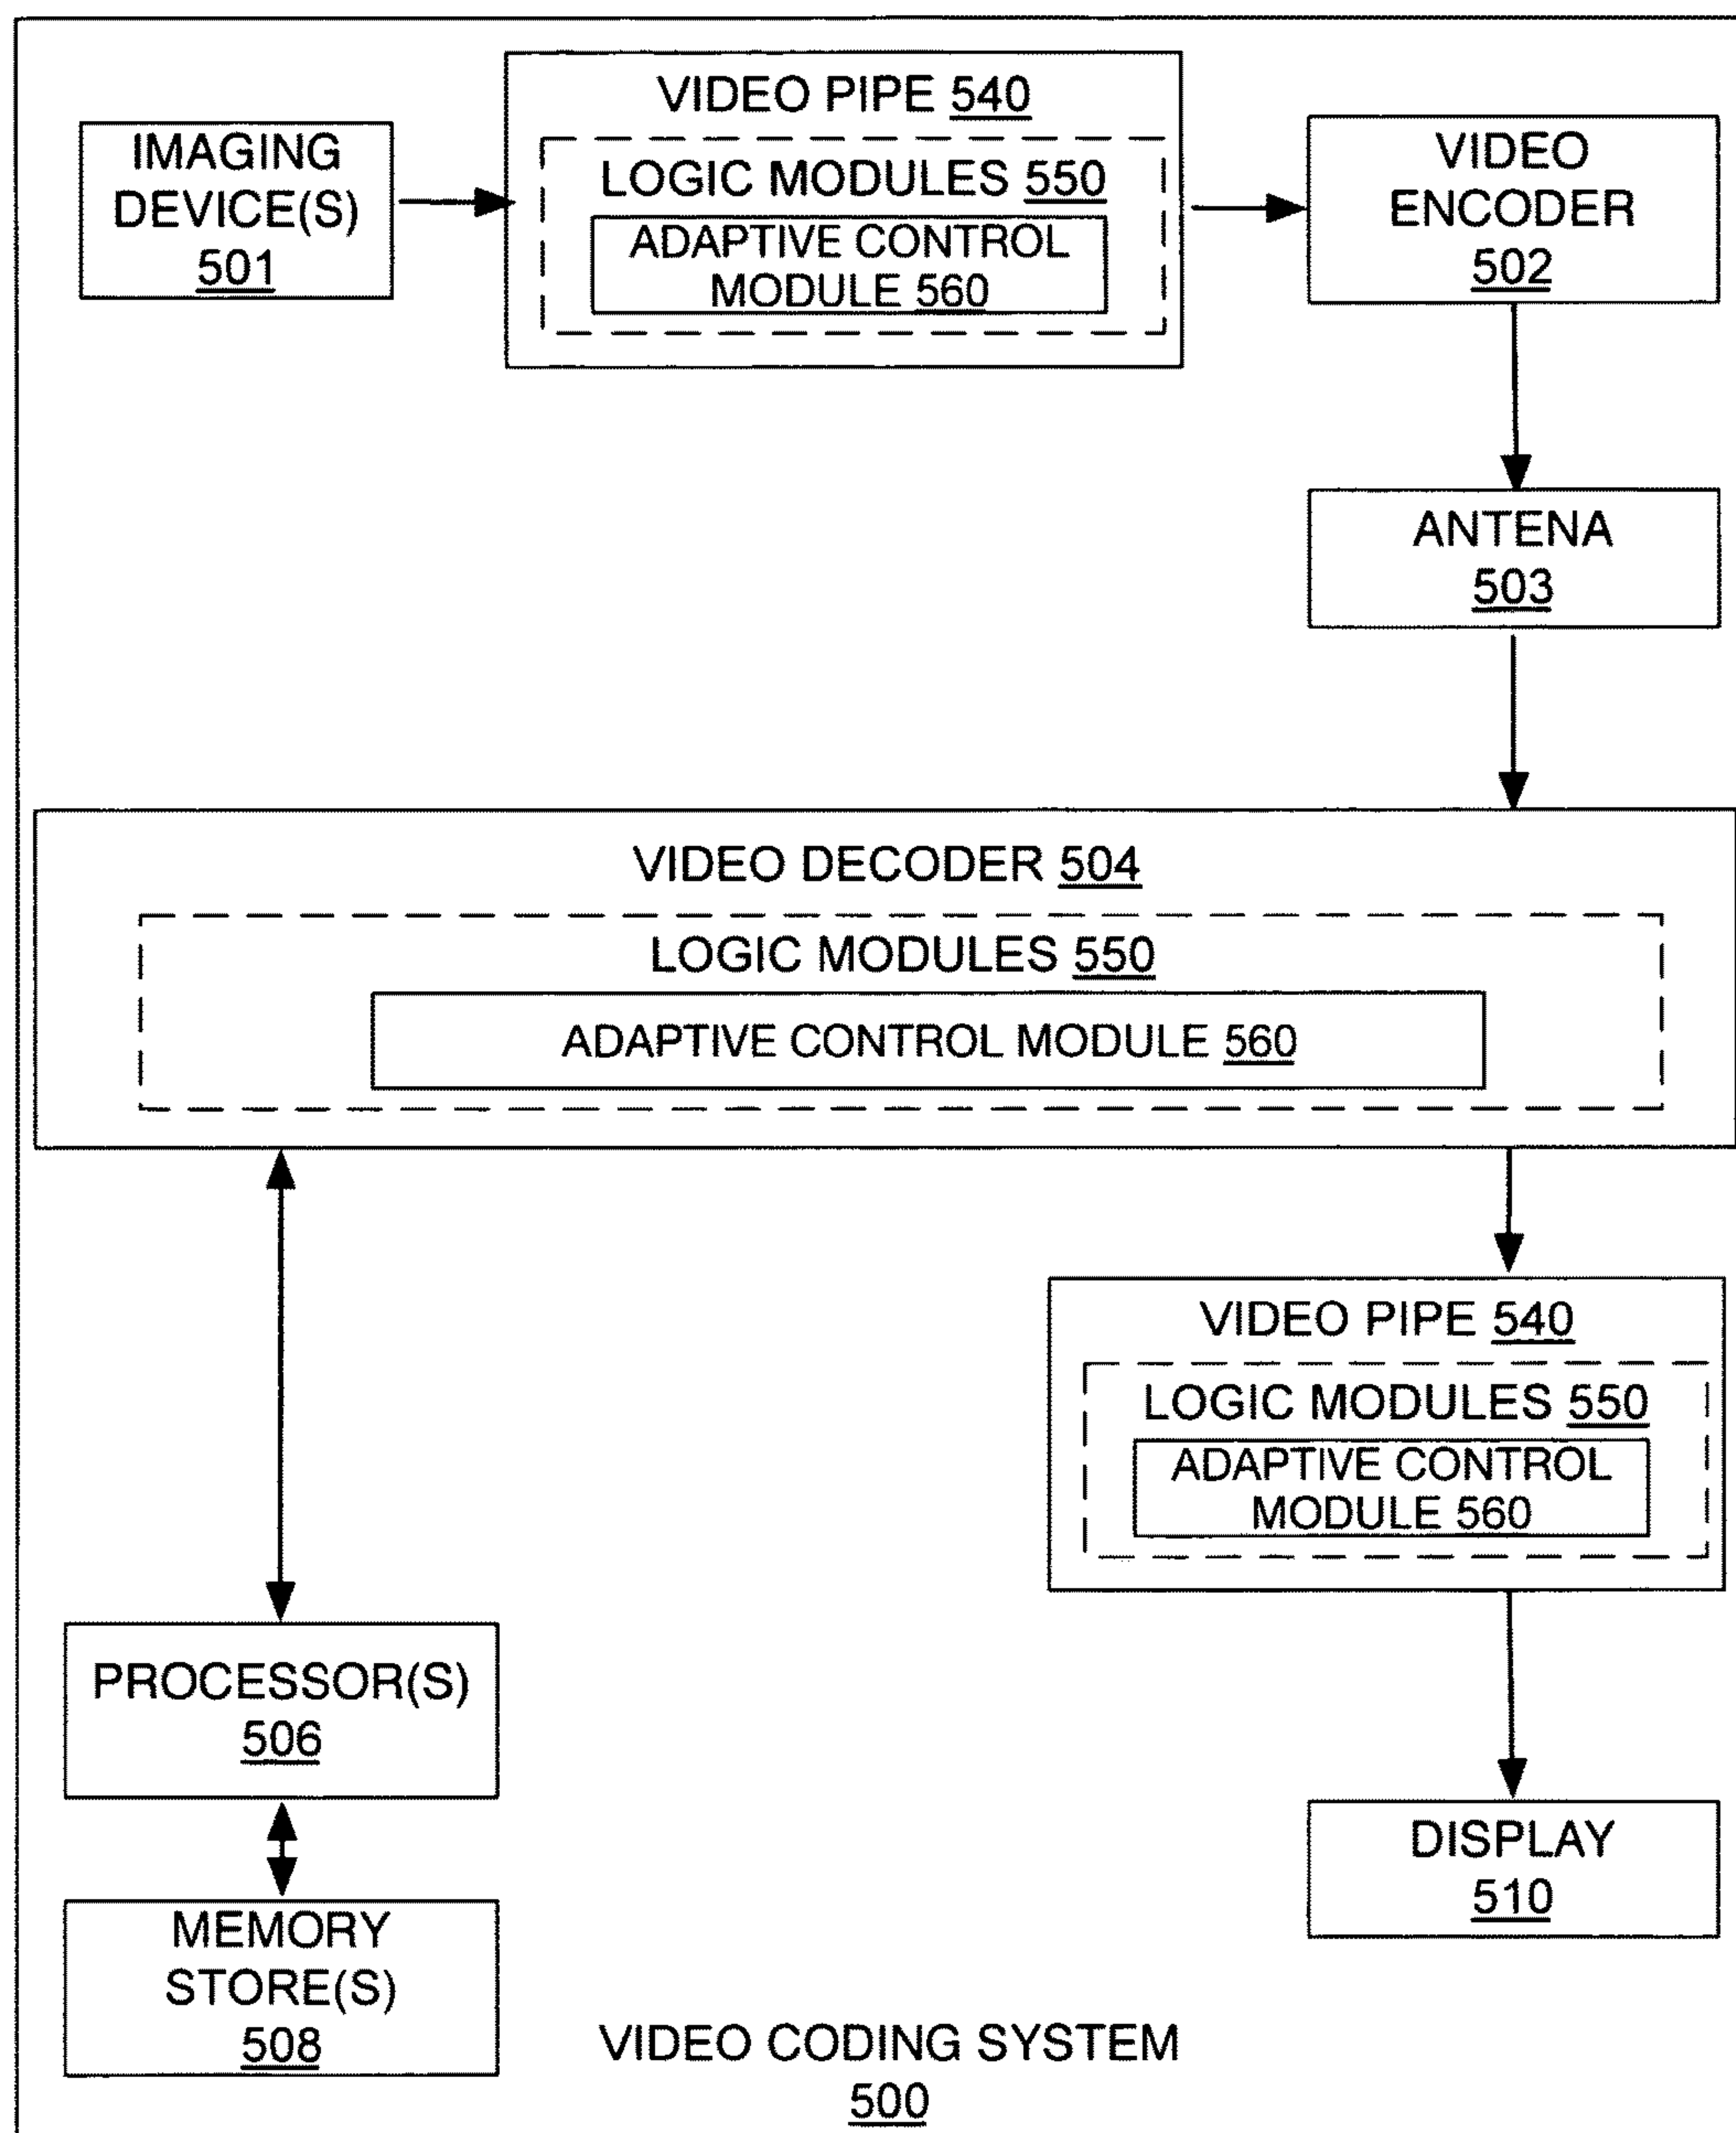 IMAGING
DEVICE(S)
501
VIDEO PIPE 540
LOGIC MODULES 550
ADAPTIVE CONTROL
MODULE 560
VIDEO
ENCODER
502
ANTENA
503
VIDEO DECODER 504
LOGIC MODULES 550
ADAPTIVE CONTROL MODULE 560
VIDEO PIPE 540
LOGIC MODULES 550
ADAPTIVE CONTROL
MODULE 560
PROCESSOR(S)
506
DISPLAY
510
MEMORY
STORE(S)
508
VIDEO CODING SYSTEM
500